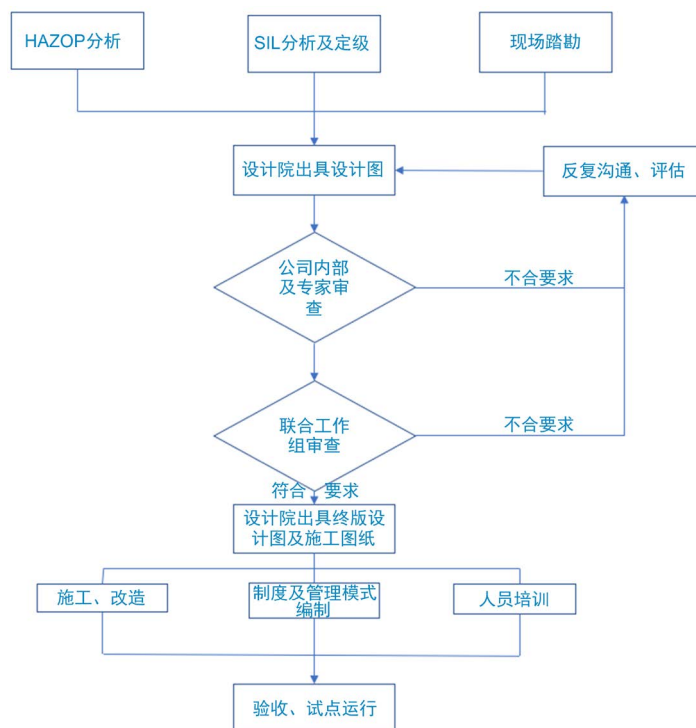 HAZOP分析
SIL分析及定级
现场踏勘
设计院出具设计图
反复沟通、评估
公司内部
及专家审
查
不合要求
联合工作
组审查
不合要求
符合 要求
设计院出具终版设
计图及施工图纸
施工、改造
制度及管理模式
编制
人员培训
验收、试点运行